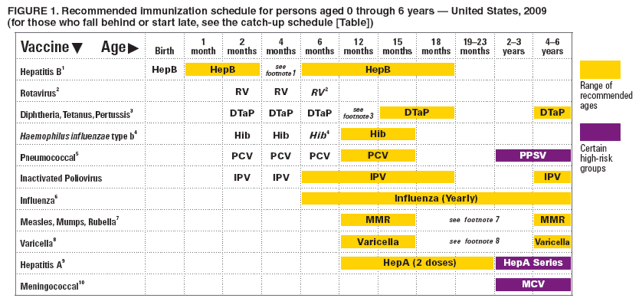 FIGURE 1. Recommended immunization schedule for persons aged 0 through 6 years — United States, 2009
(for those who fall behind or start late, see the catch-up schedule [Table])
Vaccine▼ Age▶ Birth 1 month 2 months 4 months 6 months 12 months 15 months 18 months 19–23 months 2–3 years 4–6 years
Hepatitis B¹ HepB HepB see footnote 1 HepB
Rotavirus² RV RV RV²
Diphtheria, Tetanus, Pertussis³ DTaP DTaP DTaP see footnote 3 DTaP DTaP
Haemophilus influenzae type b⁴ Hib Hib Hib⁴ Hib
Pneumococcal⁵ PCV PCV PCV PCV PPSV
Inactivated Poliovirus IPV IPV IPV IPV
Influenza⁶ Influenza (Yearly)
Measles, Mumps, Rubella⁷ MMR see footnote 7 MMR
Varicella⁸ Varicella see footnote 8 Varicella
Hepatitis A⁹ HepA (2 doses) HepA Series
Meningococcal¹⁰ MCV
Range of
recommended
ages
Certain
high-risk
groups